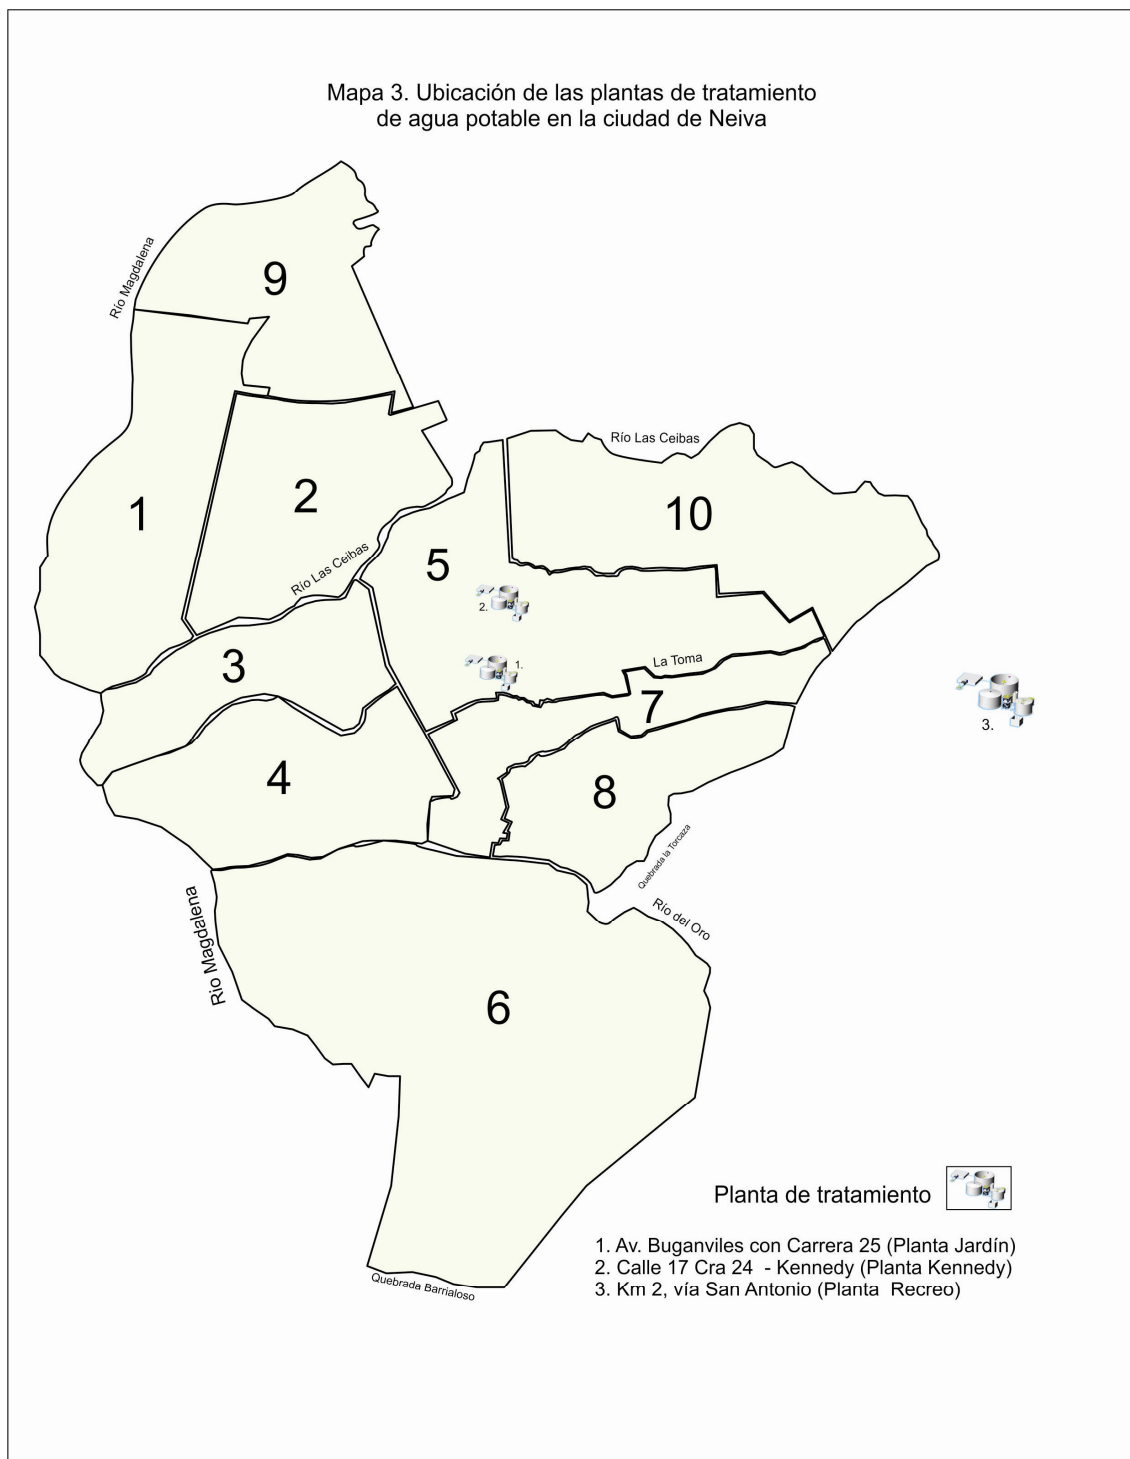 Mapa 3. Ubicación de las plantas de tratamiento
de agua potable en la ciudad de Neiva
Río Magdalena
9
Río Las Ceibas
1
2
10
5
Río Las Ceibas
2.
3
La Toma
1.
7
3.
4
8
Quebrada la Torcaza
Río Magdalena
Río del Oro
6
Planta de tratamiento
1. Av. Buganviles con Carrera 25 (Planta Jardín)
2. Calle 17 Cra 24 - Kennedy (Planta Kennedy)
3. Km 2, vía San Antonio (Planta Recreo)
Quebrada Barrialoso